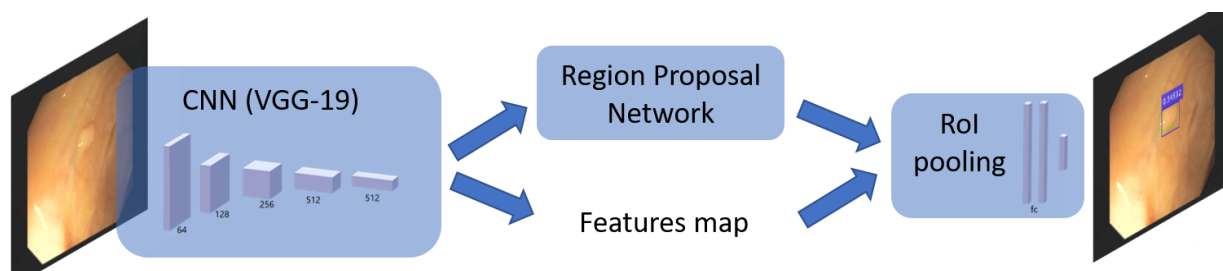 CNN (VGG-19)
64
128
256
512
512
Region Proposal
Network
Features map
RoI
pooling
fc